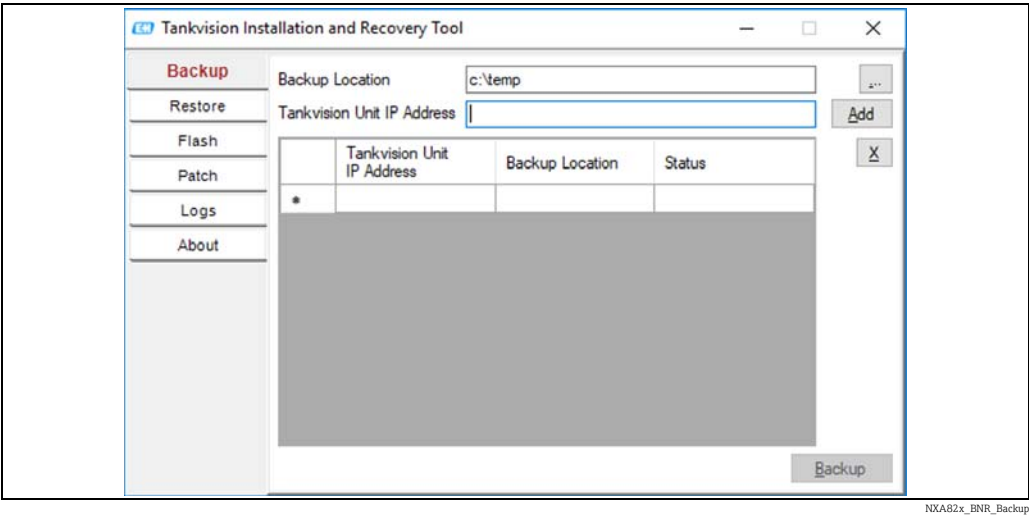 EH Tankvision Installation and Recovery Tool
Backup
Restore
Flash
Patch
Logs
About
Backup Location c:\temp ...
Tankvision Unit IP Address Add
X
Tankvision Unit IP Address Backup Location Status
*
Backup
NXA82x_BNR_Backup